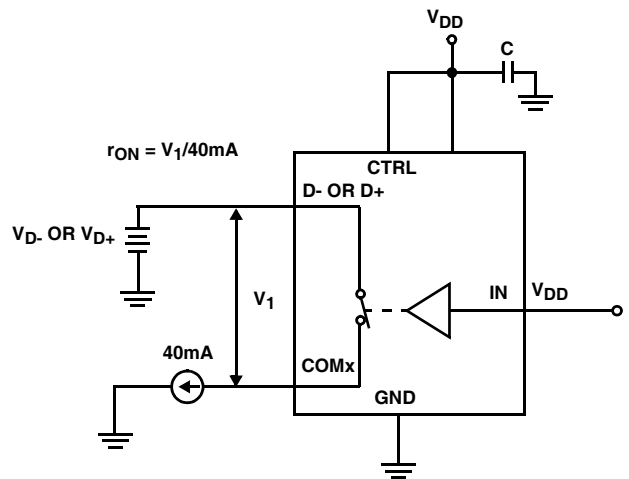 VDD
C
rON = V1/40mA
CTRL
D- OR D+
VD- OR VD+
V1
IN
VDD
40mA
COMx
GND